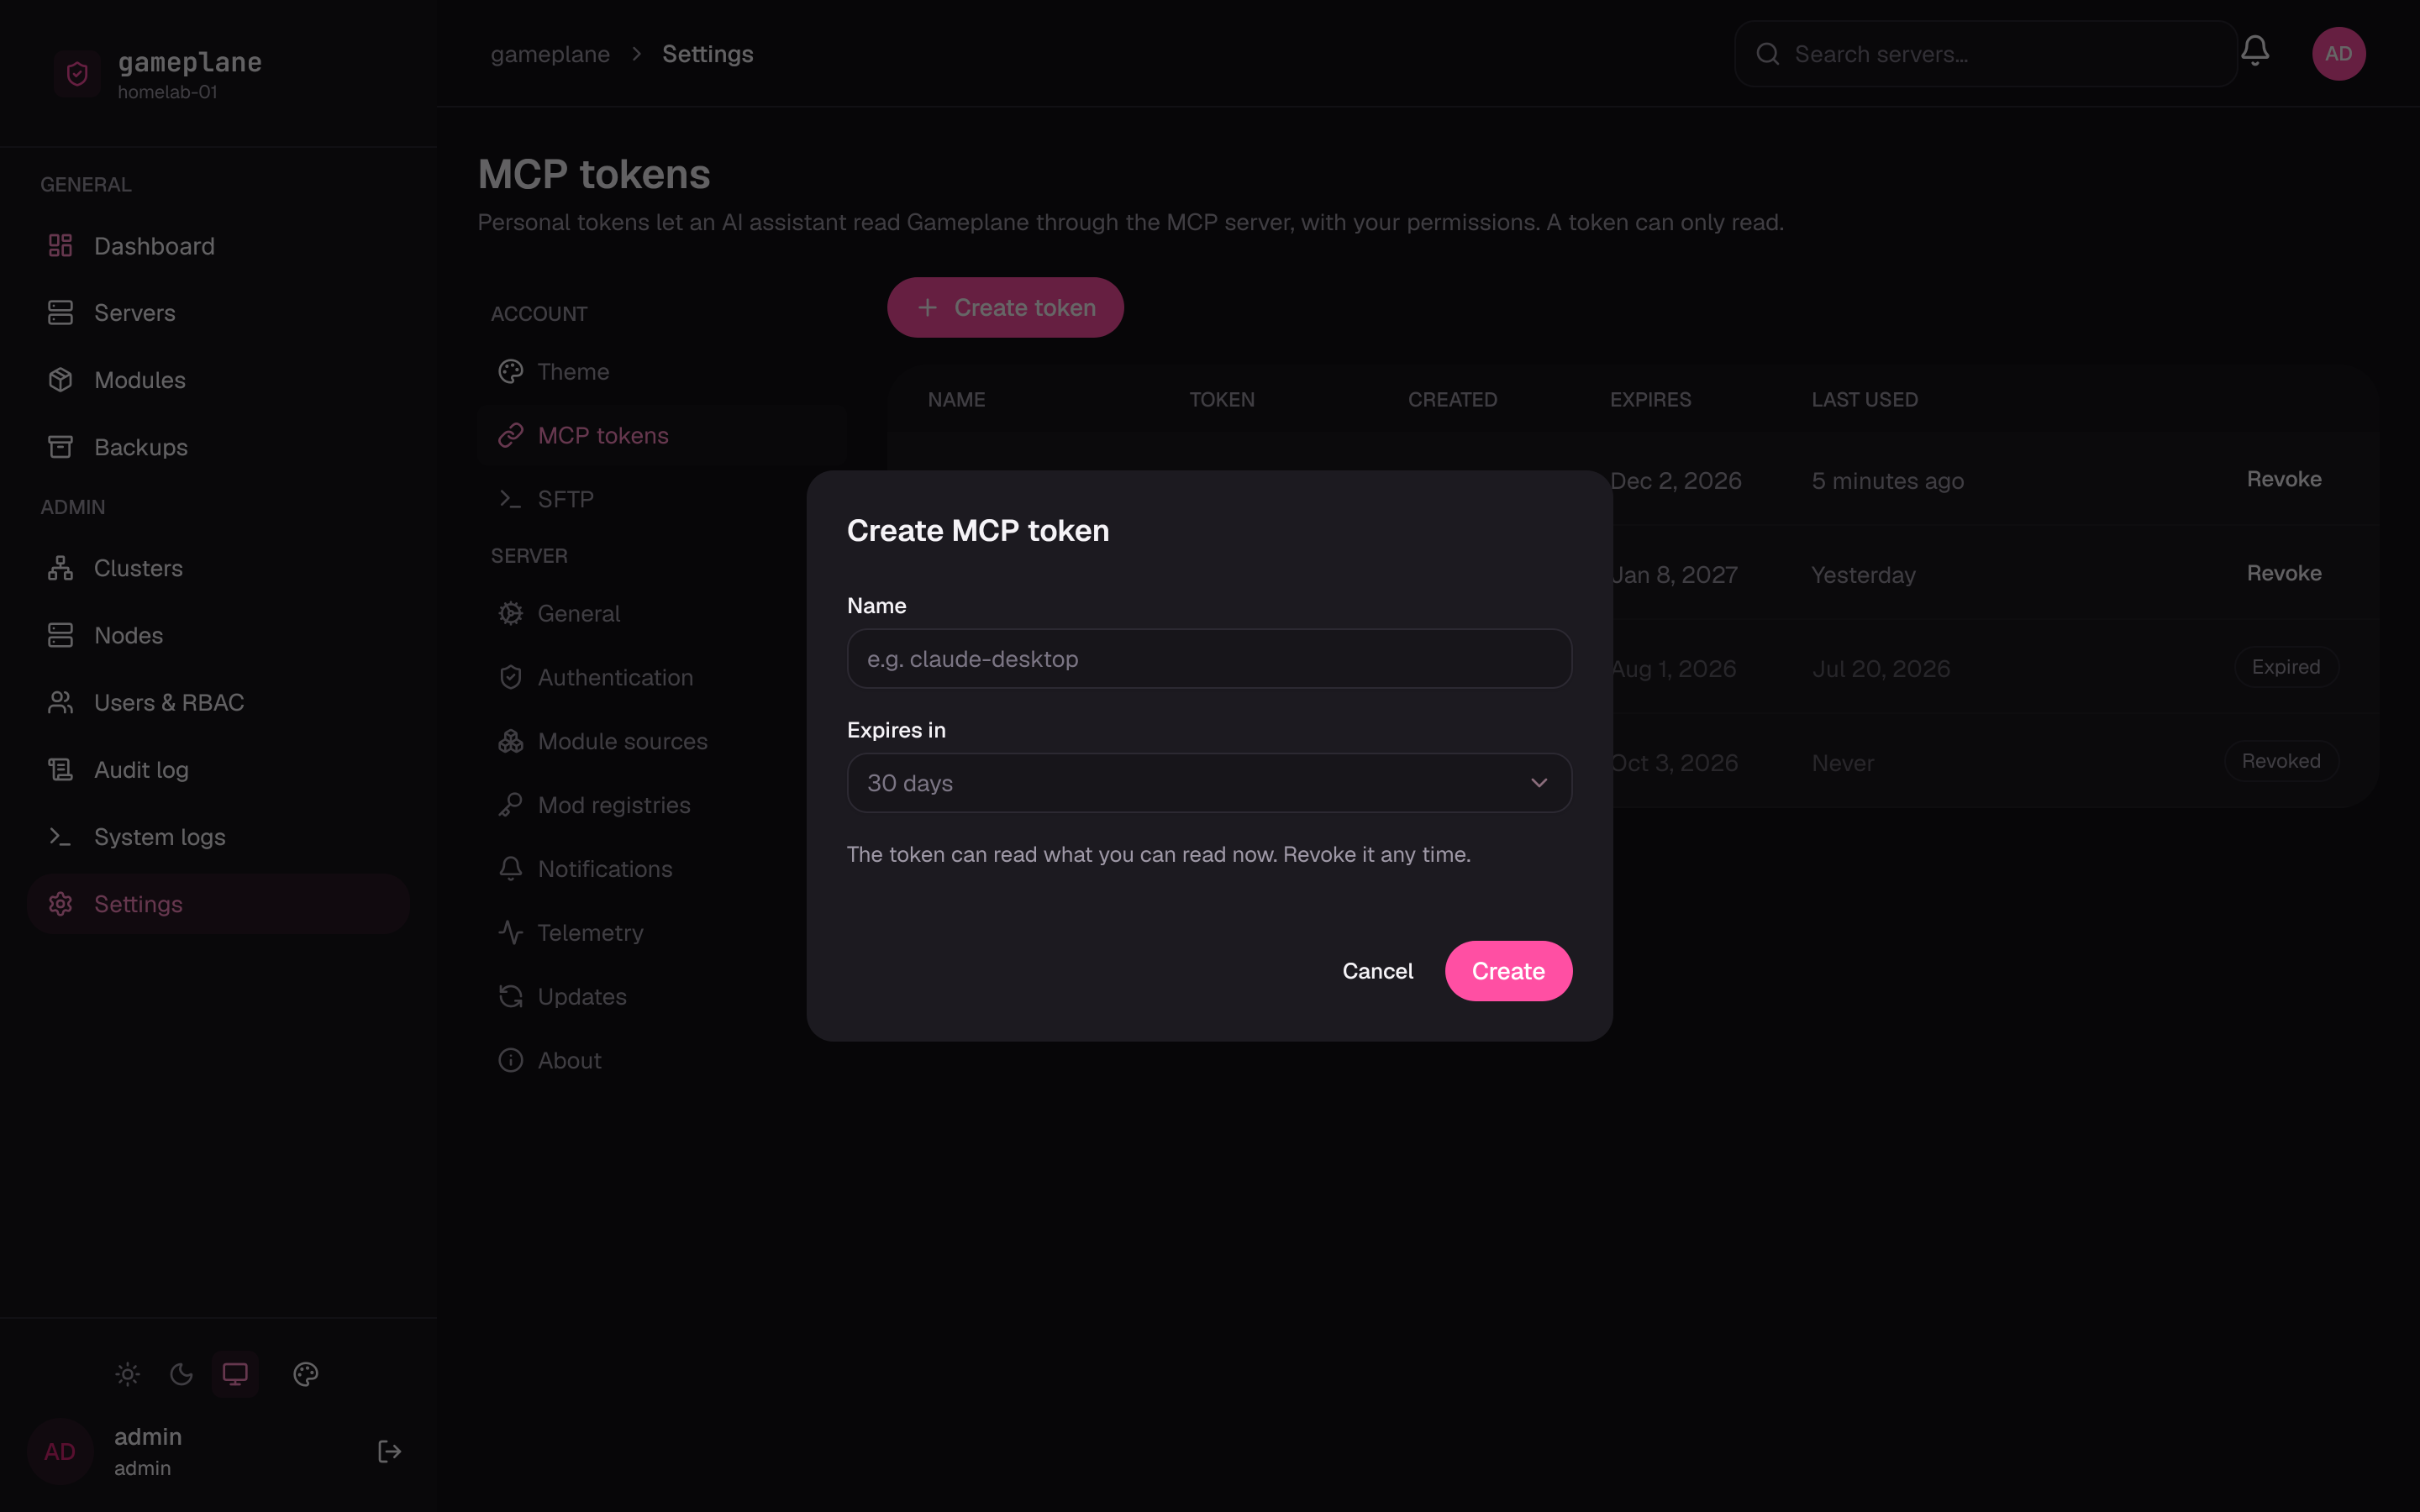 gameplane
homelab-01
GENERAL
Dashboard
Servers
Modules
Backups
ADMIN
Clusters
Nodes
Users & RBAC
Audit log
System logs
Settings
AD
admin
admin
gameplane > Settings
Search servers...
AD
MCP tokens
Personal tokens let an AI assistant read Gameplane through the MCP server, with your permissions. A token can only read.
ACCOUNT
Theme
MCP tokens
SFTP
SERVER
General
Authentication
Module sources
Mod registries
Notifications
Telemetry
Updates
About
+ Create token
NAME TOKEN CREATED EXPIRES LAST USED
Dec 2, 2026 5 minutes ago Revoke
Jan 8, 2027 Yesterday Revoke
Aug 1, 2026 Jul 20, 2026 Expired
Oct 3, 2026 Never Revoked
Create MCP token
Name
e.g. claude-desktop
Expires in
30 days
The token can read what you can read now. Revoke it any time.
Cancel Create